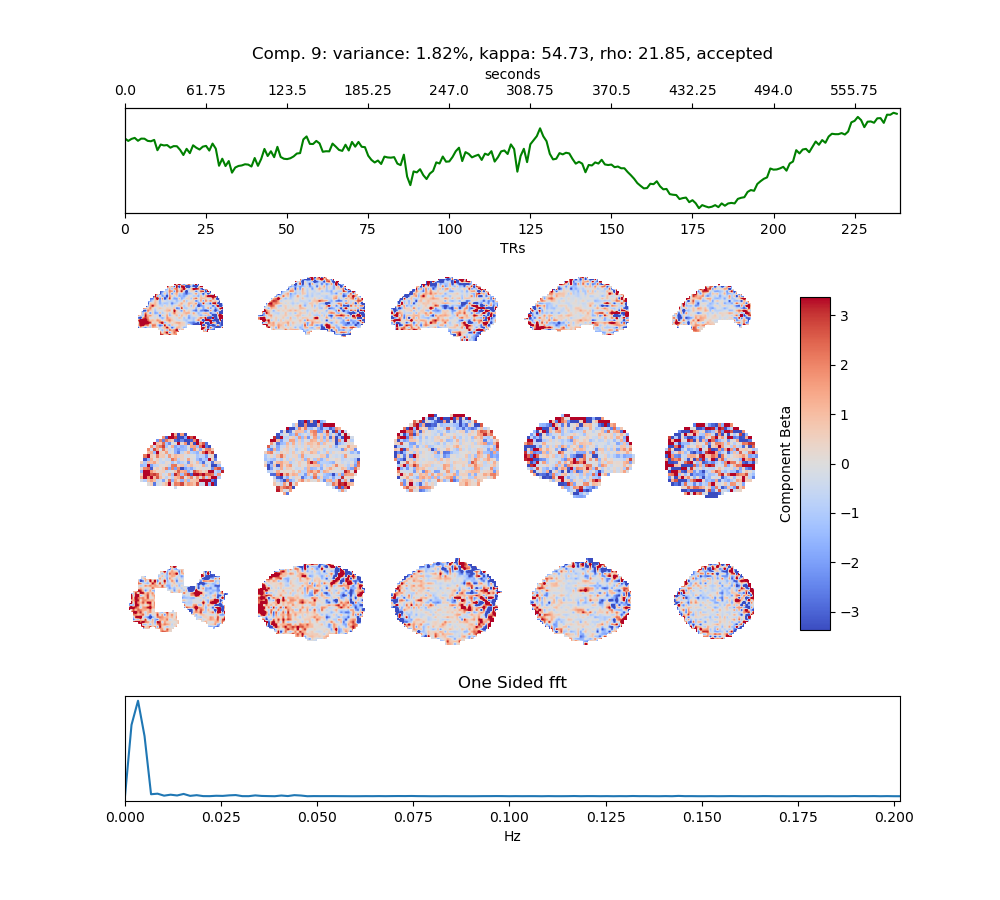 Comp. 9: variance: 1.82%, kappa: 54.73, rho: 21.85, accepted
seconds
0.0 61.75 123.5 185.25 247.0 308.75 370.5 432.25 494.0 555.75
0 25 50 75 100 125 150 175 200 225
TRs
3
2
1
0
−1
−2
−3
Component Beta
One Sided fft
0.000 0.025 0.050 0.075 0.100 0.125 0.150 0.175 0.200
Hz